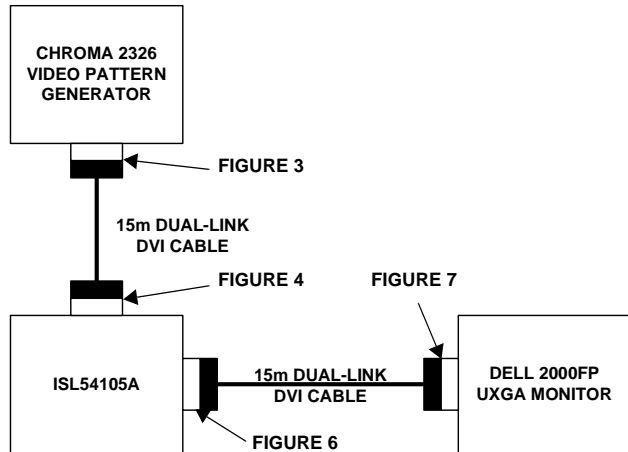 CHROMA 2326
VIDEO PATTERN
GENERATOR
FIGURE 3
15m DUAL-LINK
DVI CABLE
FIGURE 4
FIGURE 7
ISL54105A
15m DUAL-LINK
DVI CABLE
DELL 2000FP
UXGA MONITOR
FIGURE 6